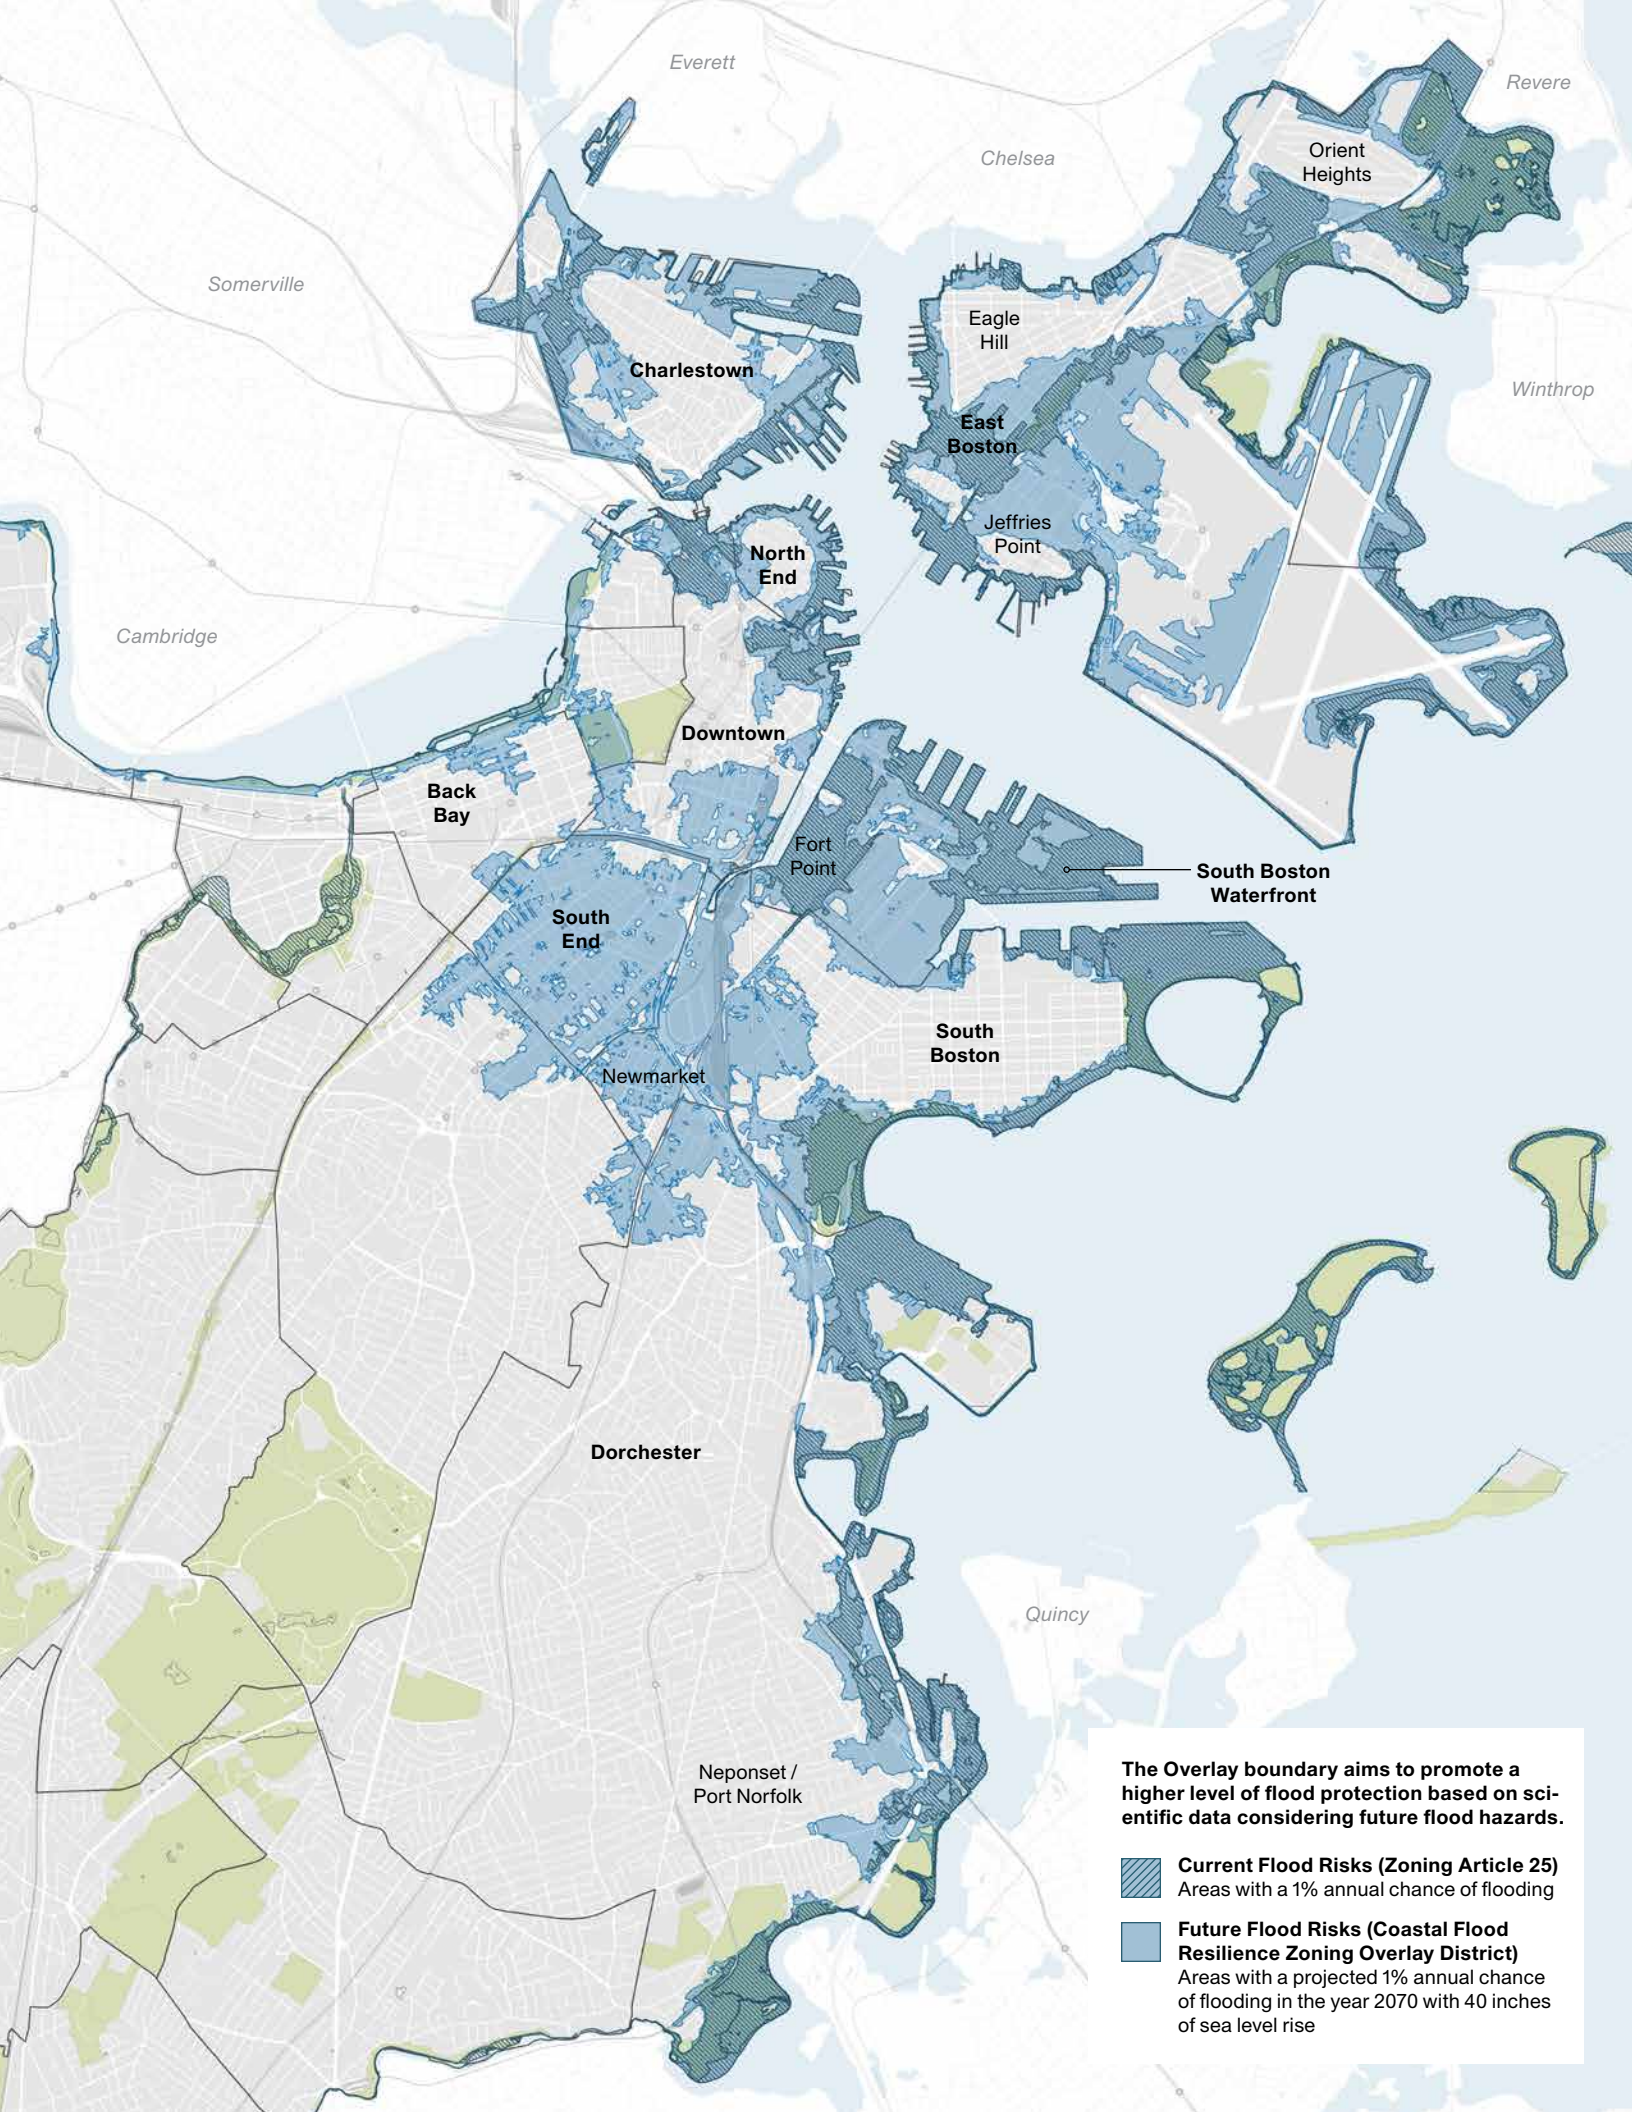 Everett
Revere
Chelsea
Orient
Heights
Somerville
Eagle
Hill
Charlestown
Winthrop
East
Boston
Jeffries
Point
North
End
Cambridge
Downtown
Back
Bay
Fort
Point
South Boston
Waterfront
South
End
South
Boston
Newmarket
Dorchester
Quincy
Neponset /
Port Norfolk
The Overlay boundary aims to promote a
higher level of flood protection based on sci-
entific data considering future flood hazards.
Current Flood Risks (Zoning Article 25)
Areas with a 1% annual chance of flooding
Future Flood Risks (Coastal Flood
Resilience Zoning Overlay District)
Areas with a projected 1% annual chance
of flooding in the year 2070 with 40 inches
of sea level rise